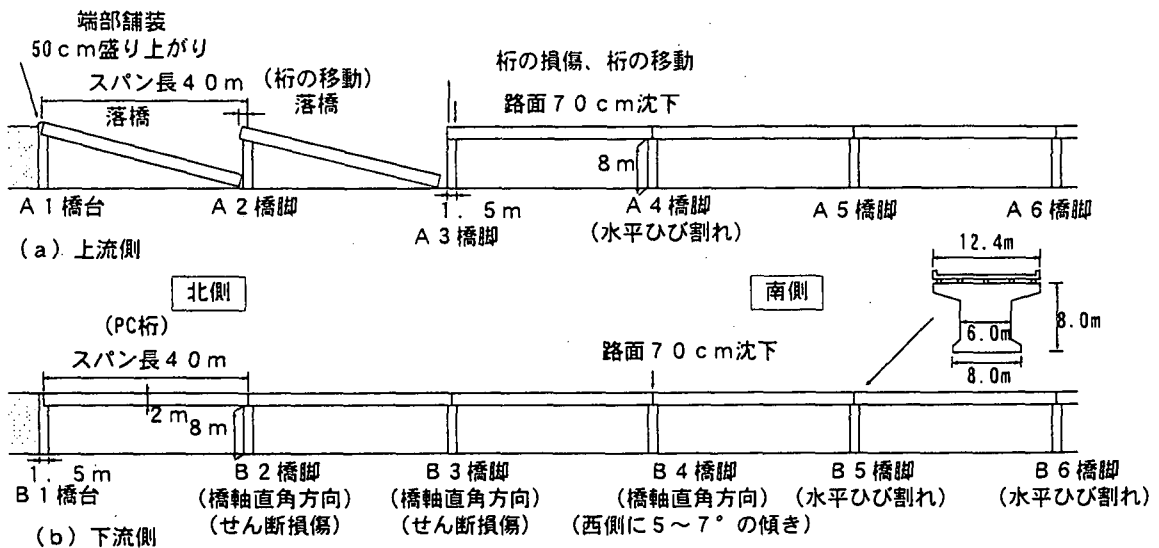 端部舗装
50cm盛り上がり
スパン長40m
(桁の移動)
落橋
落橋
桁の損傷、桁の移動
路面70cm沈下
8m
A1橋台
A2橋脚
1.5m
A3橋脚
A4橋脚
(水平ひび割れ)
A5橋脚
A6橋脚
(a)上流側
12.4m
8.0m
6.0m
8.0m
北側
南側
(PC桁)
スパン長40m
路面70cm沈下
2m
8m
1.5m
B1橋台
B2橋脚
(橋軸直角方向)
(せん断損傷)
B3橋脚
(橋軸直角方向)
(せん断損傷)
B4橋脚
(橋軸直角方向)
(西側に5~7°の傾き)
B5橋脚
(水平ひび割れ)
B6橋脚
(水平ひび割れ)
(b)下流側